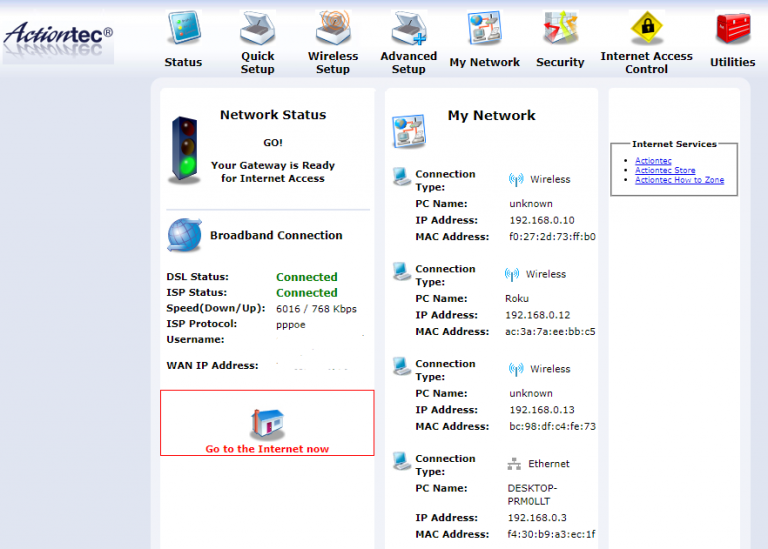 Actiontec®
Status
Quick
Setup
Wireless
Setup
Advanced
Setup
My Network
Security
Internet Access
Control
Utilities
Network Status
GO!
Your Gateway is Ready
for Internet Access
Broadband Connection
DSL Status: Connected
ISP Status: Connected
Speed(Down/Up): 6016 / 768 Kbps
ISP Protocol: pppoe
Username:
WAN IP Address:
Go to the Internet now
My Network
Connection
Type: Wireless
PC Name: unknown
IP Address: 192.168.0.10
MAC Address: f0:27:2d:73:ff:b0
Connection
Type: Wireless
PC Name: Roku
IP Address: 192.168.0.12
MAC Address: ac:3a:7a:ee:bb:c5
Connection
Type: Wireless
PC Name: unknown
IP Address: 192.168.0.13
MAC Address: bc:98:df:c4:fe:73
Connection
Type: Ethernet
PC Name: DESKTOP-
PRM0LLT
IP Address: 192.168.0.3
MAC Address: f4:30:b9:a3:ec:1f
Internet Services
Actiontec
Actiontec Store
Actiontec How to Zone